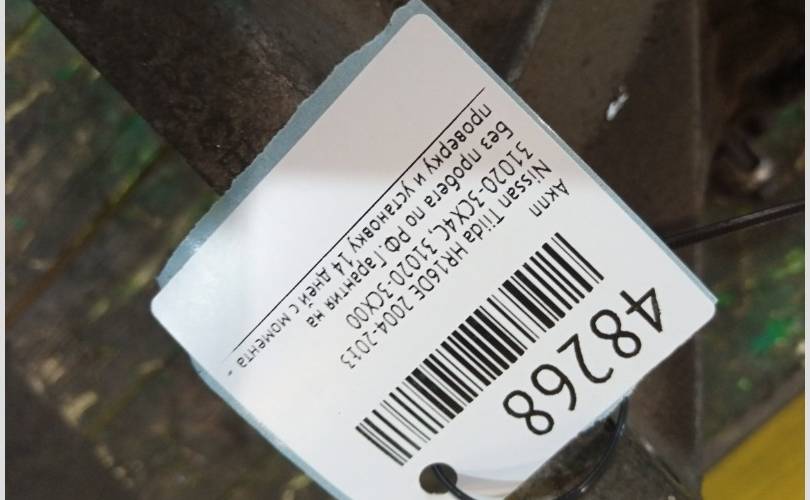 48268
Акпп
Nissan Tiida HR16DE 2004-2013
31020-3CX4C, 31020-3CX00
Без пробега по РФ. Гарантия на
проверку и установку 14 дней с момента -